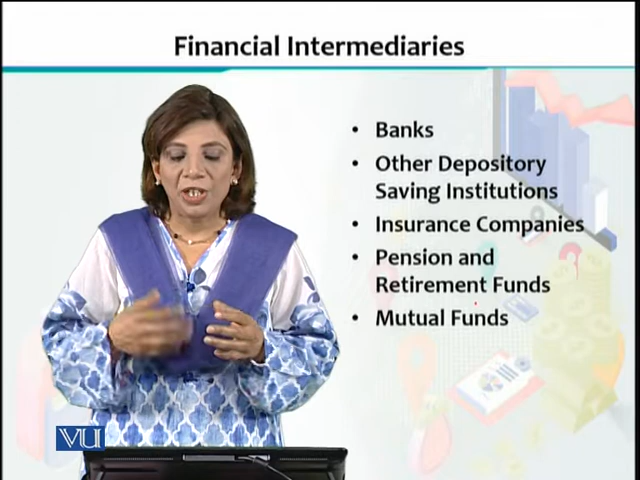 Financial Intermediaries
• Banks
• Other Depository
Saving Institutions
• Insurance Companies
• Pension and
Retirement Funds
• Mutual Funds
VU